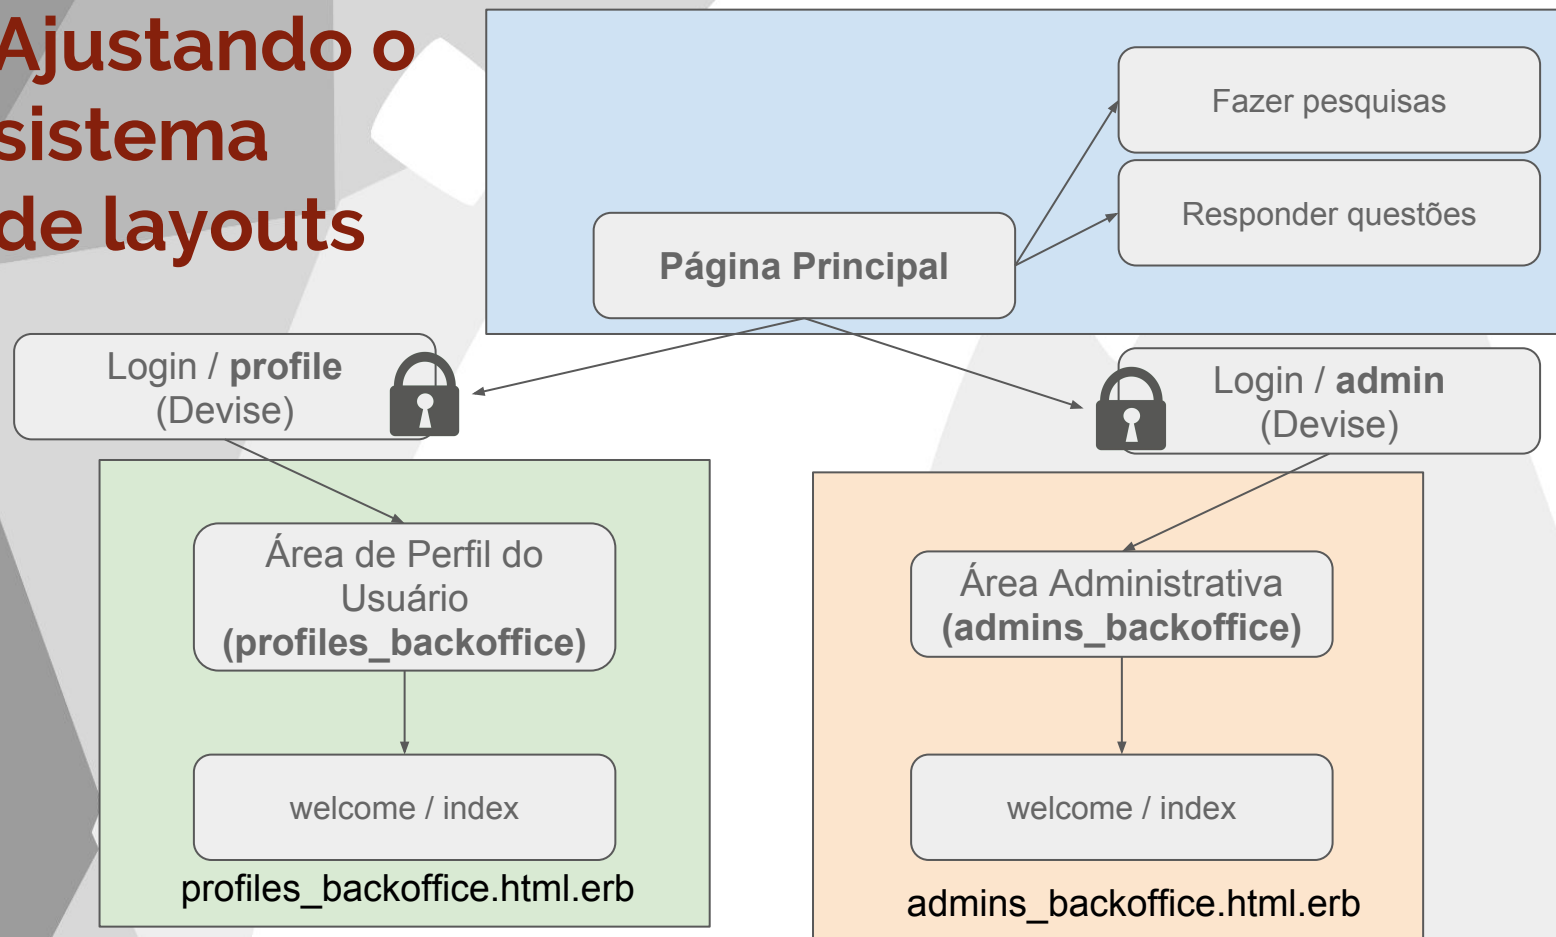 Ajustando o
sistema
de layouts
Fazer pesquisas
Responder questões
Página Principal
Login / profile
(Devise)
Login / admin
(Devise)
Área de Perfil do
Usuário
(profiles_backoffice)
Área Administrativa
(admins_backoffice)
welcome / index
welcome / index
profiles_backoffice.html.erb
admins_backoffice.html.erb